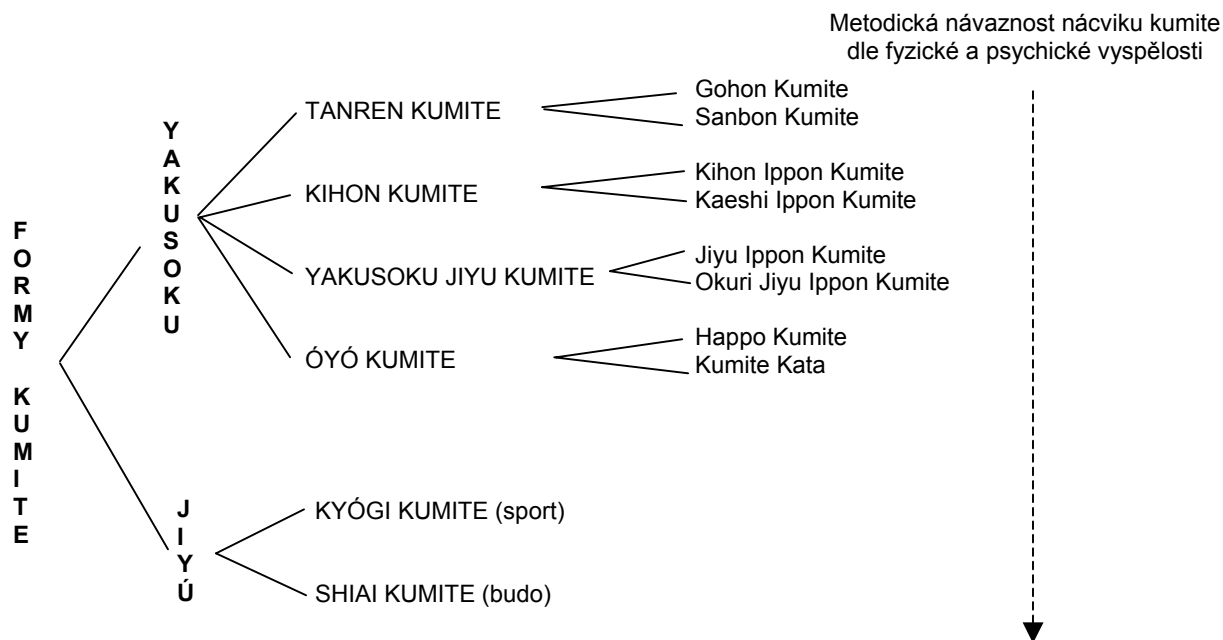 Metodická návaznost nácviku kumite
dle fyzické a psychické vyspělosti
FORMY KUMITE
YAKUSOKU
TANREN KUMITE
Gohon Kumite
Sanbon Kumite
KIHON KUMITE
Kihon Ippon Kumite
Kaeshi Ippon Kumite
YAKUSOKU JIYU KUMITE
Jiyu Ippon Kumite
Okuri Jiyu Ippon Kumite
ÓYÓ KUMITE
Happo Kumite
Kumite Kata
JIYÚ
KYÓGI KUMITE (sport)
SHIAI KUMITE (budo)